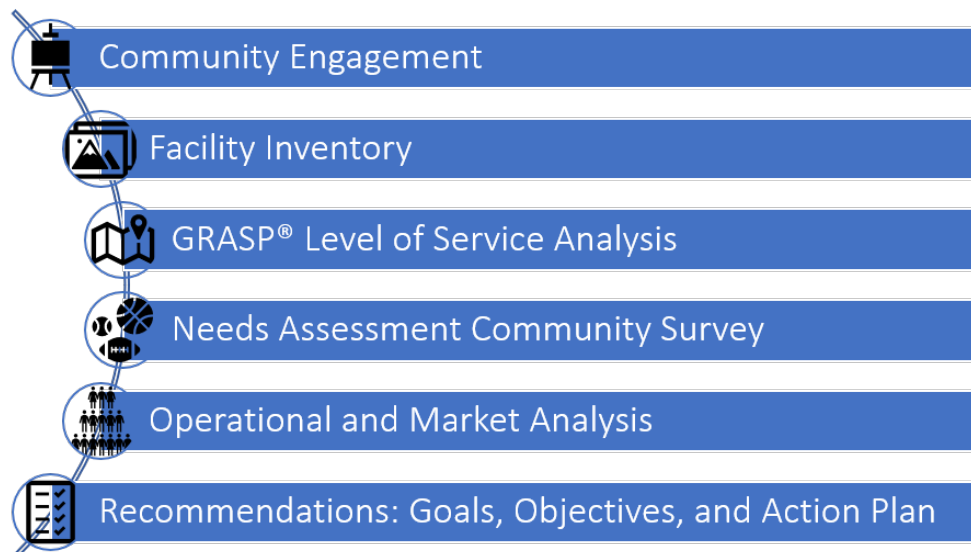 Community Engagement
Facility Inventory
GRASP® Level of Service Analysis
Needs Assessment Community Survey
Operational and Market Analysis
Recommendations: Goals, Objectives, and Action Plan